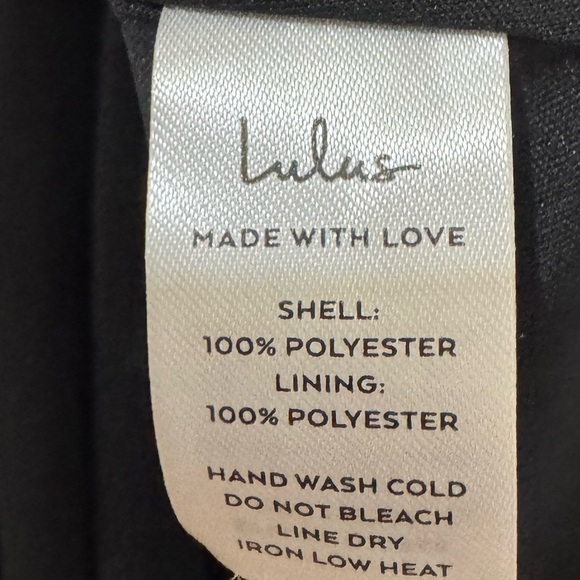 Lulus
MADE WITH LOVE
SHELL:
100% POLYESTER
LINING:
100% POLYESTER
HAND WASH COLD
DO NOT BLEACH
LINE DRY
IRON LOW HEAT